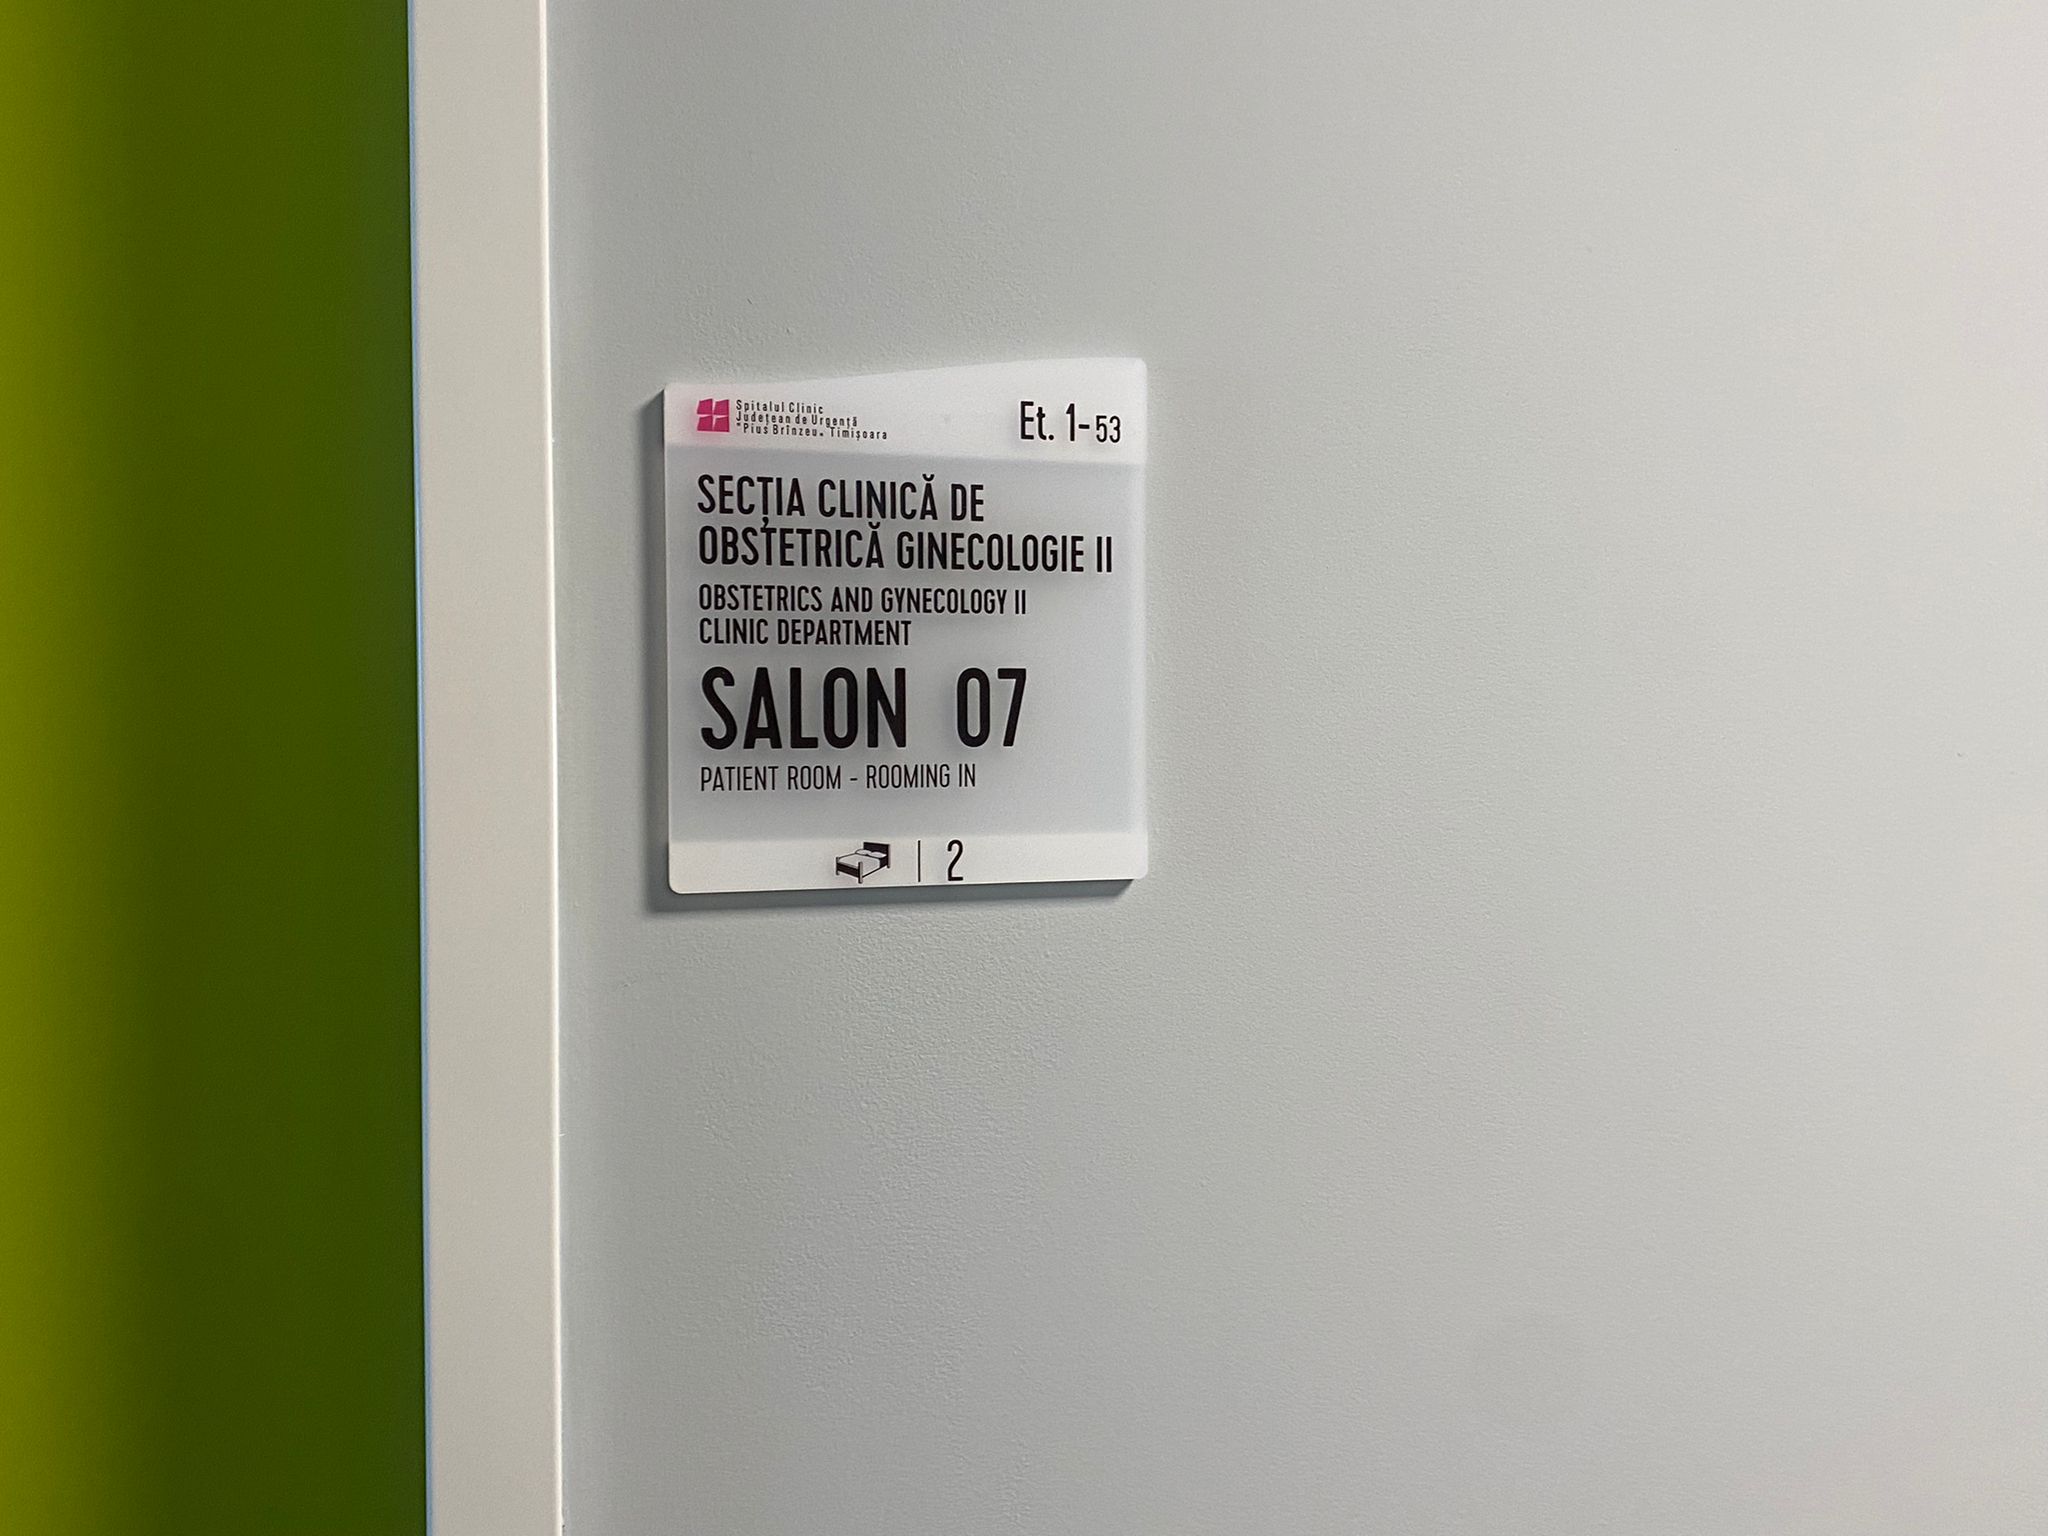 Spitalul Clinic
Județean de Urgență
"Pius Brînzeu" Timișoara
Et. 1-53
SECȚIA CLINICĂ DE
OBSTETRICĂ GINECOLOGIE II
OBSTETRICS AND GYNECOLOGY II
CLINIC DEPARTMENT
SALON 07
PATIENT ROOM - ROOMING IN
2